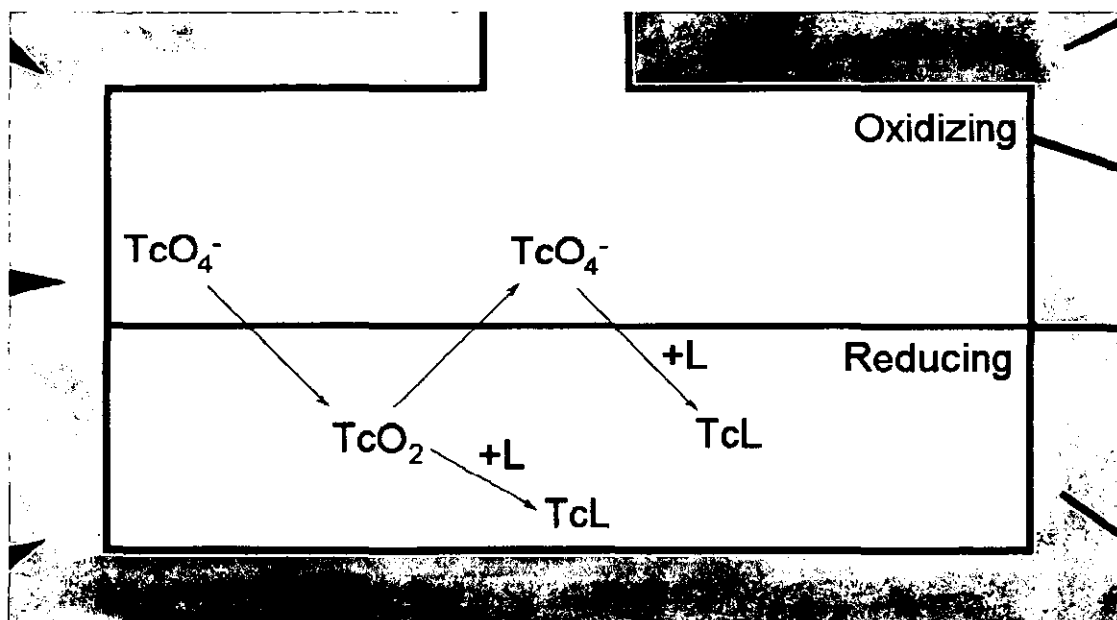 Oxidizing
TcO₄⁻
TcO₄⁻
+L
Reducing
TcO₂
+L
TcL
TcL